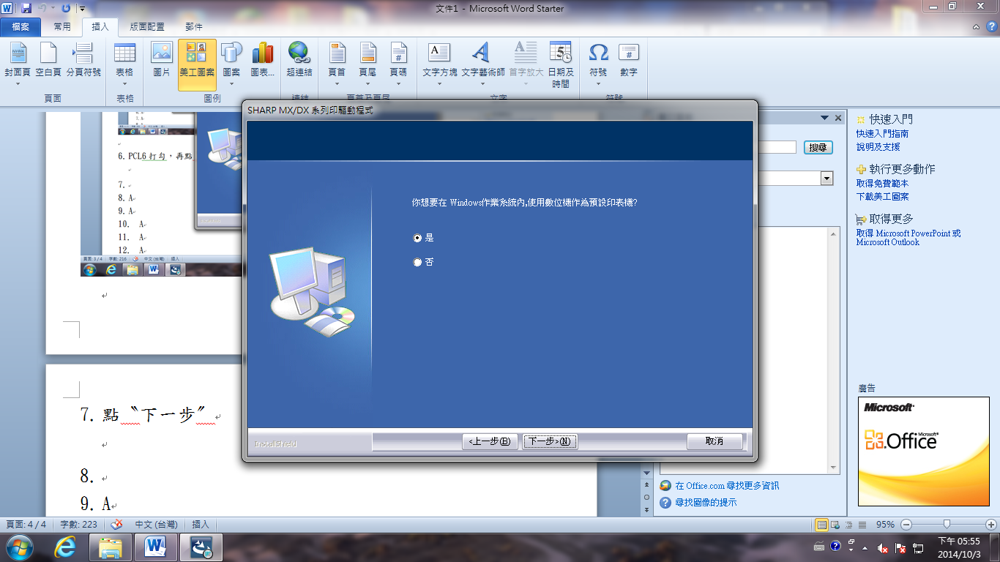 文件1 - Microsoft Word Starter
檔案 常用 插入 版面配置 郵件
封面頁 空白頁 分頁符號 表格 圖片 美工圖案 圖案 圖表... 超連結 頁首 頁尾 頁碼 文字方塊 文字藝術師 首字放大 日期及時間 符號 數字
頁面 表格 圖例 連結 頁首及頁尾 文字 符號
SHARP MX/DX 系列印驅動程式
你想要在 Windows作業系統內,使用數位機作為預設印表機?
是
否
InstallShield
<上一步(B) 下一步>(N) 取消
6. PCL6 打勾，再點
7.
8. A
9. A
10. A
11. A
12. A
頁面: 3 / 4 字數: 216 中文 (台灣) 插入
7. 點〝下一步〞
8.
9. A
搜尋
在 Office.com 尋找更多資訊
尋找圖像的提示
快速入門
快速入門指南
說明及支援
執行更多動作
取得免費範本
下載美工圖案
取得更多
取得 Microsoft PowerPoint 或
Microsoft Outlook
廣告
Microsoft
Microsoft
Office
頁面: 4 / 4 字數: 223 中文 (台灣) 插入 95%
下午 05:55
2014/10/3